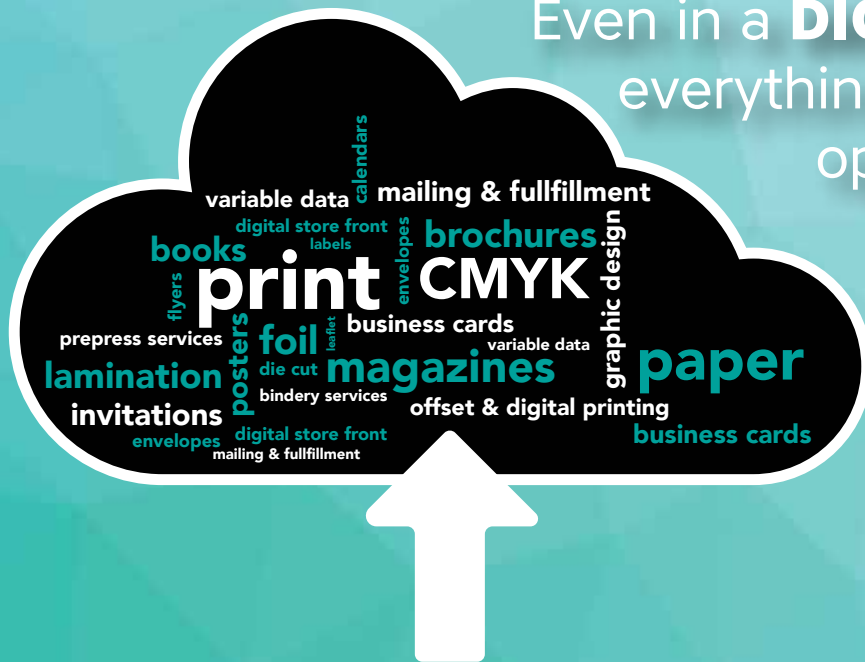 Even in a
everything
op
calendars
variable data
mailing & fullfillment
digital store front
labels
envelopes
brochures
books
flyers
print
CMYK
graphic design
prepress services
posters
foil
leaflet
business cards
variable data
lamination
die cut
magazines
paper
bindery services
invitations
offset & digital printing
envelopes
digital store front
business cards
mailing & fullfillment